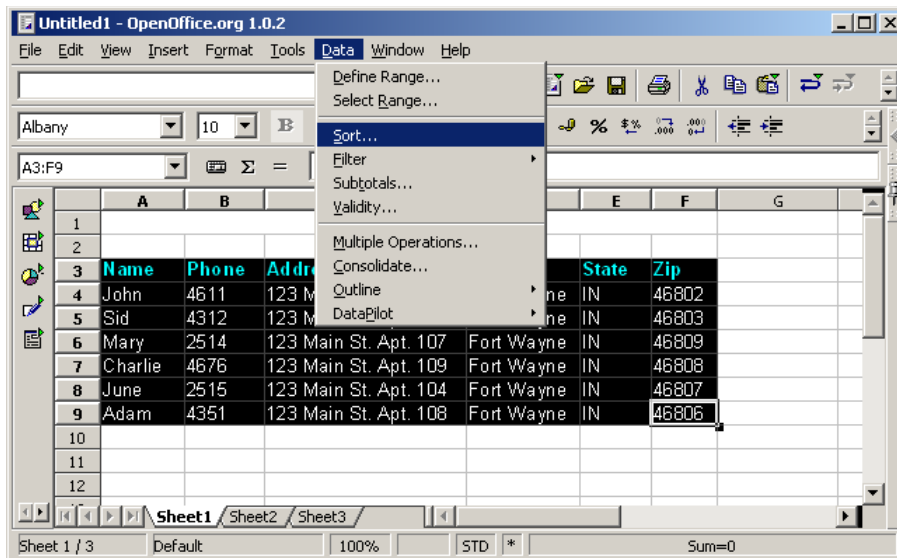 Untitled1 - OpenOffice.org 1.0.2
File Edit View Insert Format Tools Data Window Help
Define Range...
Select Range...
Sort...
Filter
Subtotals...
Validity...
Multiple Operations...
Consolidate...
Outline
DataPilot
Albany 10 B % $% .000 .000
A3:F9 Σ =
A B E F G
1
2
3 Name Phone Addre State Zip
4 John 4611 123 M ne IN 46802
5 Sid 4312 123 M ne IN 46803
6 Mary 2514 123 Main St. Apt. 107 Fort Wayne IN 46809
7 Charlie 4676 123 Main St. Apt. 109 Fort Wayne IN 46808
8 June 2515 123 Main St. Apt. 104 Fort Wayne IN 46807
9 Adam 4351 123 Main St. Apt. 108 Fort Wayne IN 46806
10
11
12
Sheet1 Sheet2 Sheet3
Sheet 1 / 3 Default 100% STD * Sum=0